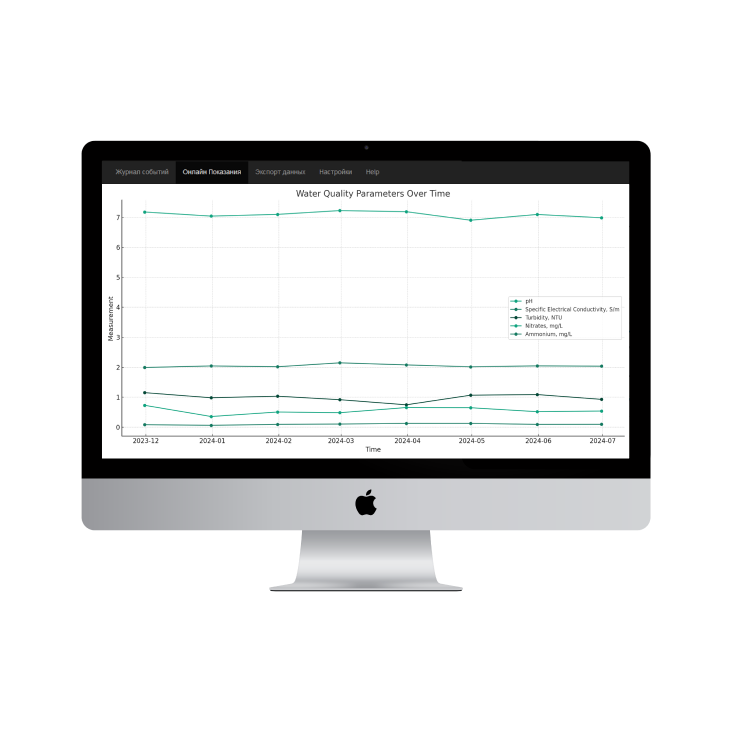 Журнал событий Онлайн Показания Экспорт данных Настройки Help
Water Quality Parameters Over Time
7
6
5
4
3
2
1
0
Measurement
pH
Specific Electrical Conductivity, S/m
Turbidity, NTU
Nitrates, mg/L
Ammonium, mg/L
2023-12 2024-01 2024-02 2024-03 2024-04 2024-05 2024-06 2024-07
Time